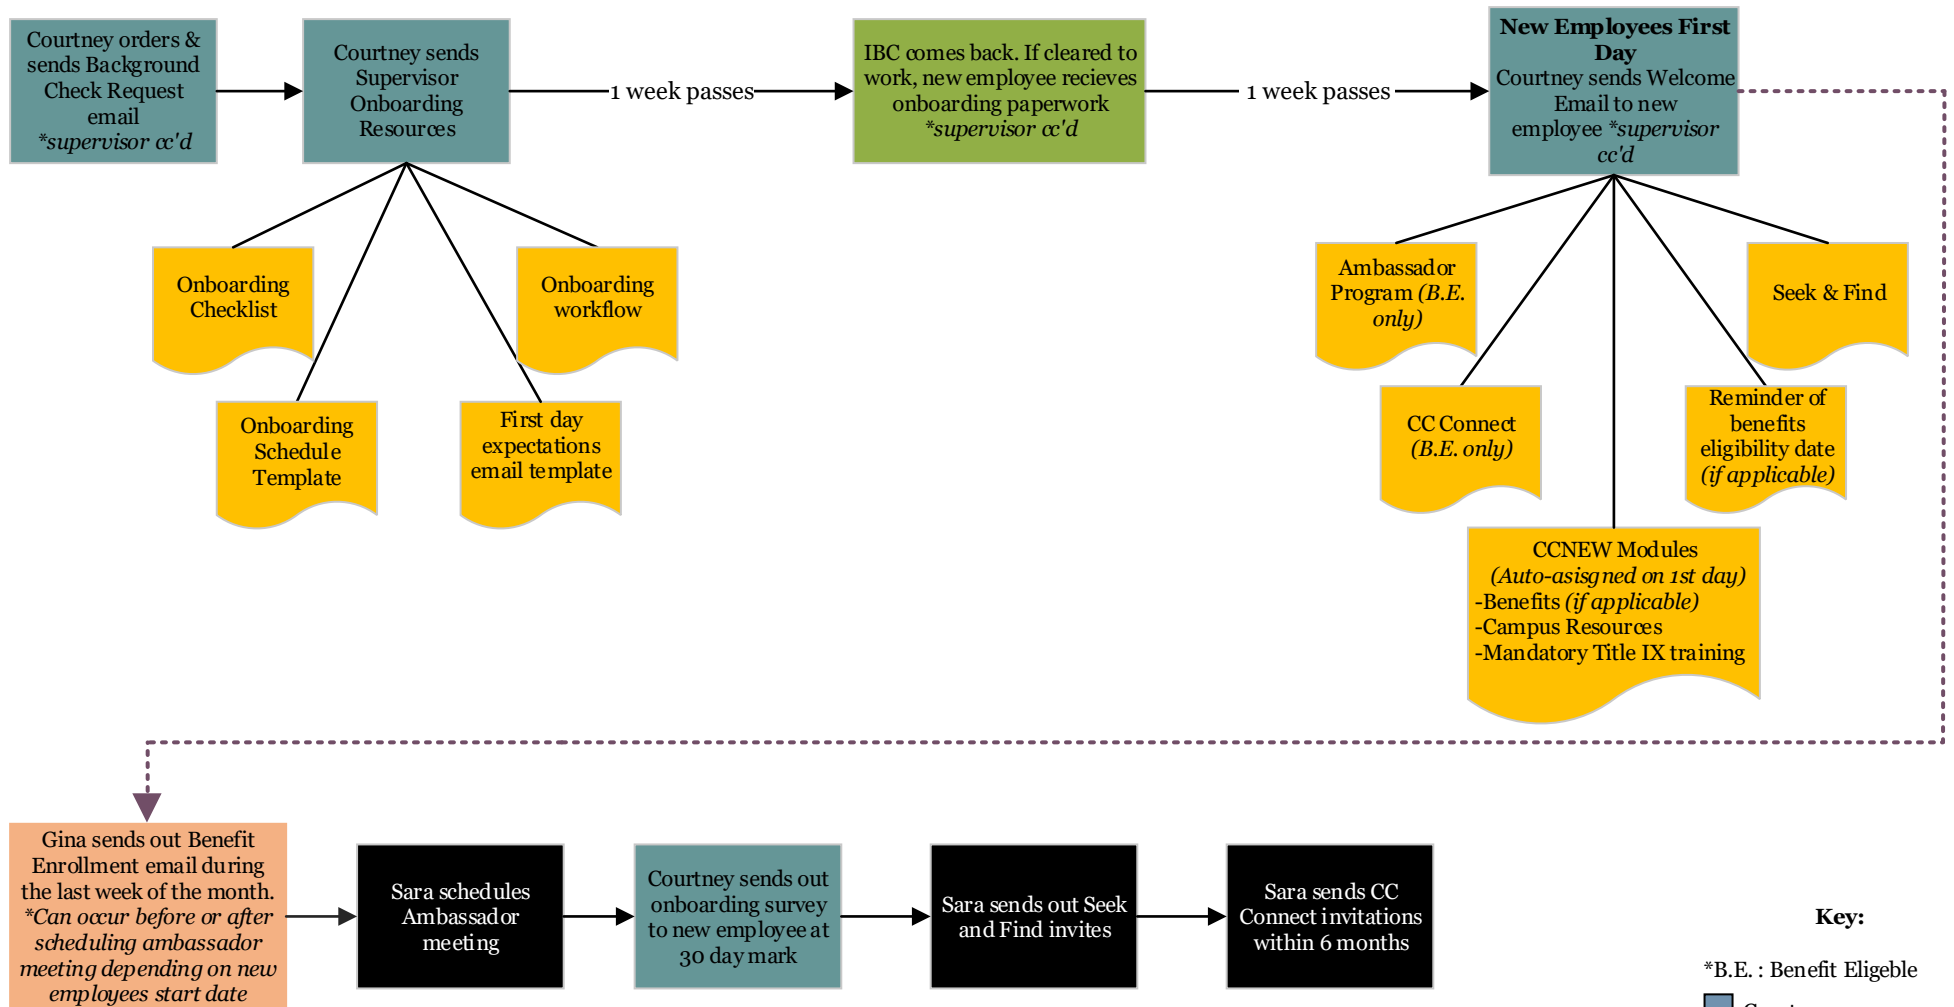 Courtney orders &
sends Background
Check Request
email
*supervisor cc'd
Courtney sends
Supervisor
Onboarding
Resources
1 week passes
IBC comes back. If cleared to
work, new employee recieves
onboarding paperwork
*supervisor cc'd
1 week passes
New Employees First
Day
Courtney sends Welcome
Email to new
employee *supervisor
cc'd
Onboarding
Checklist
Onboarding
workflow
Onboarding
Schedule
Template
First day
expectations
email template
Ambassador
Program (B.E.
only)
Seek & Find
CC Connect
(B.E. only)
Reminder of
benefits
eligibility date
(if applicable)
CCNEW Modules
(Auto-asisgned on 1st day)
-Benefits (if applicable)
-Campus Resources
-Mandatory Title IX training
Gina sends out Benefit
Enrollment email during
the last week of the month.
*Can occur before or after
scheduling ambassador
meeting depending on new
employees start date
Sara schedules
Ambassador
meeting
Courtney sends out
onboarding survey
to new employee at
30 day mark
Sara sends out Seek
and Find invites
Sara sends CC
Connect invitations
within 6 months
Key:
*B.E. : Benefit Eligeble